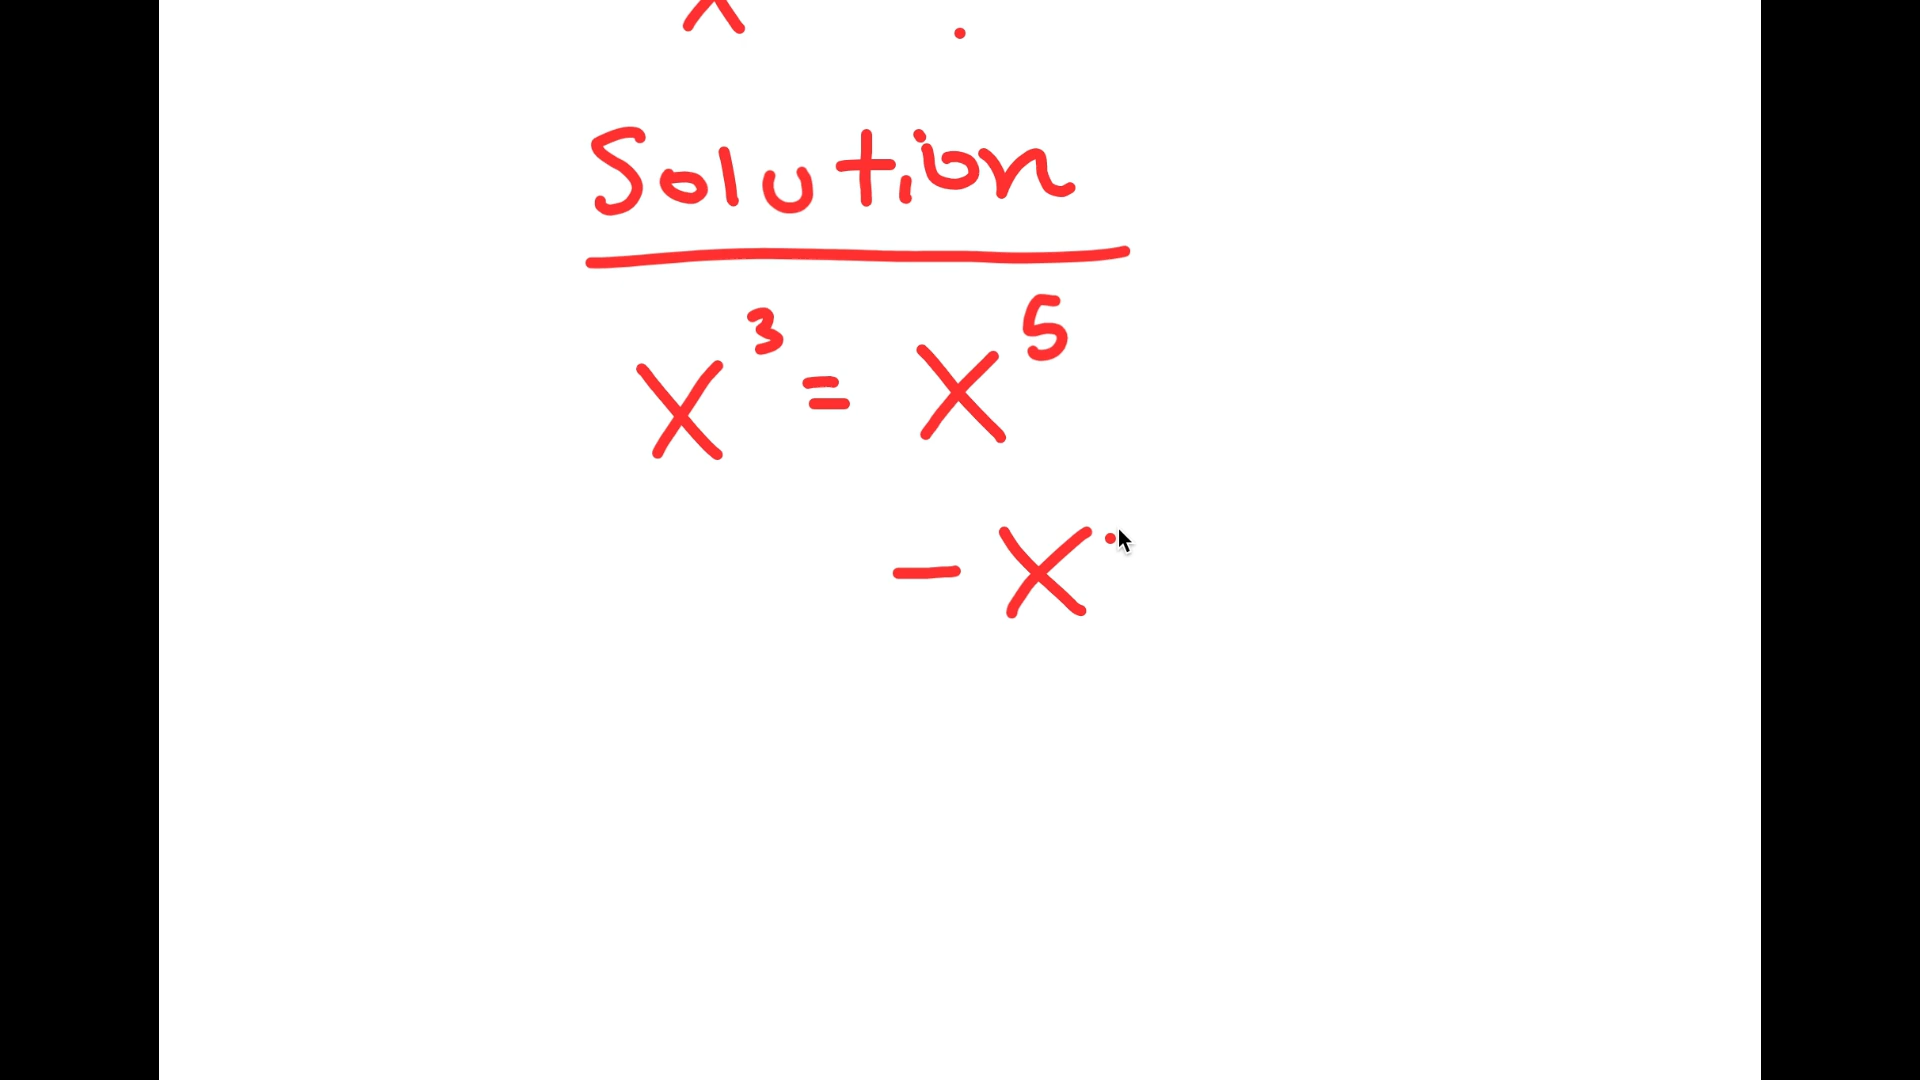 Solution
x³ = x⁵
- x